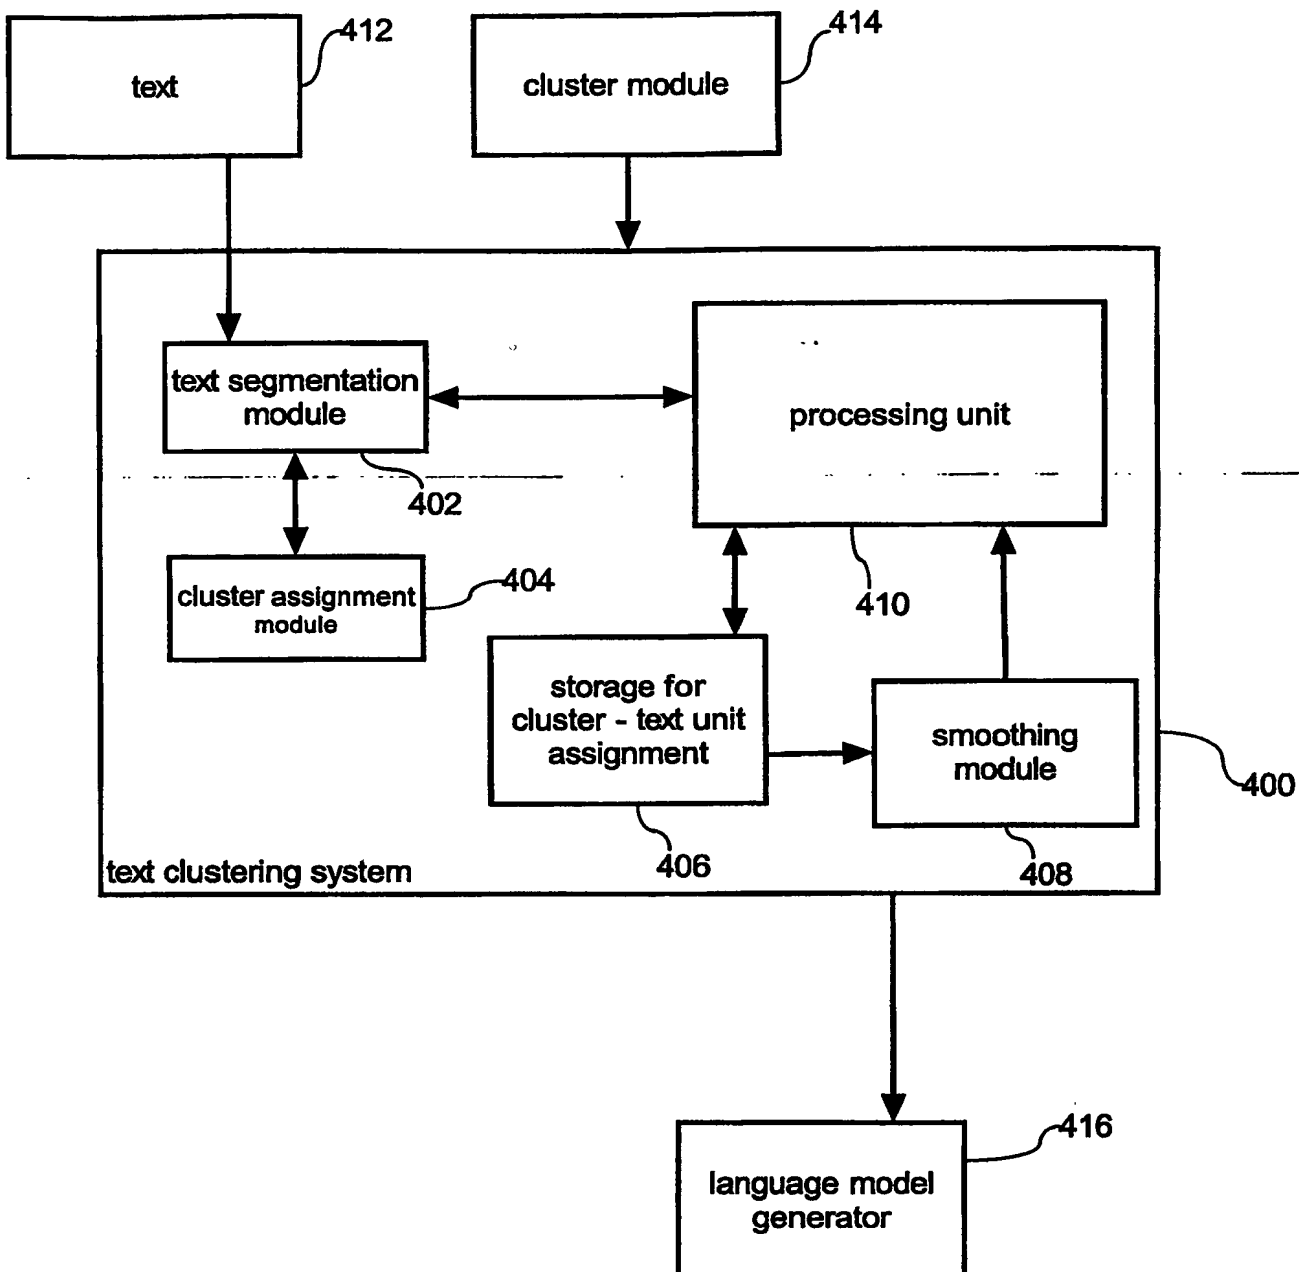 412
414
text
cluster module
text segmentation
module
processing unit
402
cluster assignment
module
404
410
storage for
cluster - text unit
assignment
smoothing
module
400
406
408
text clustering system
416
language model
generator